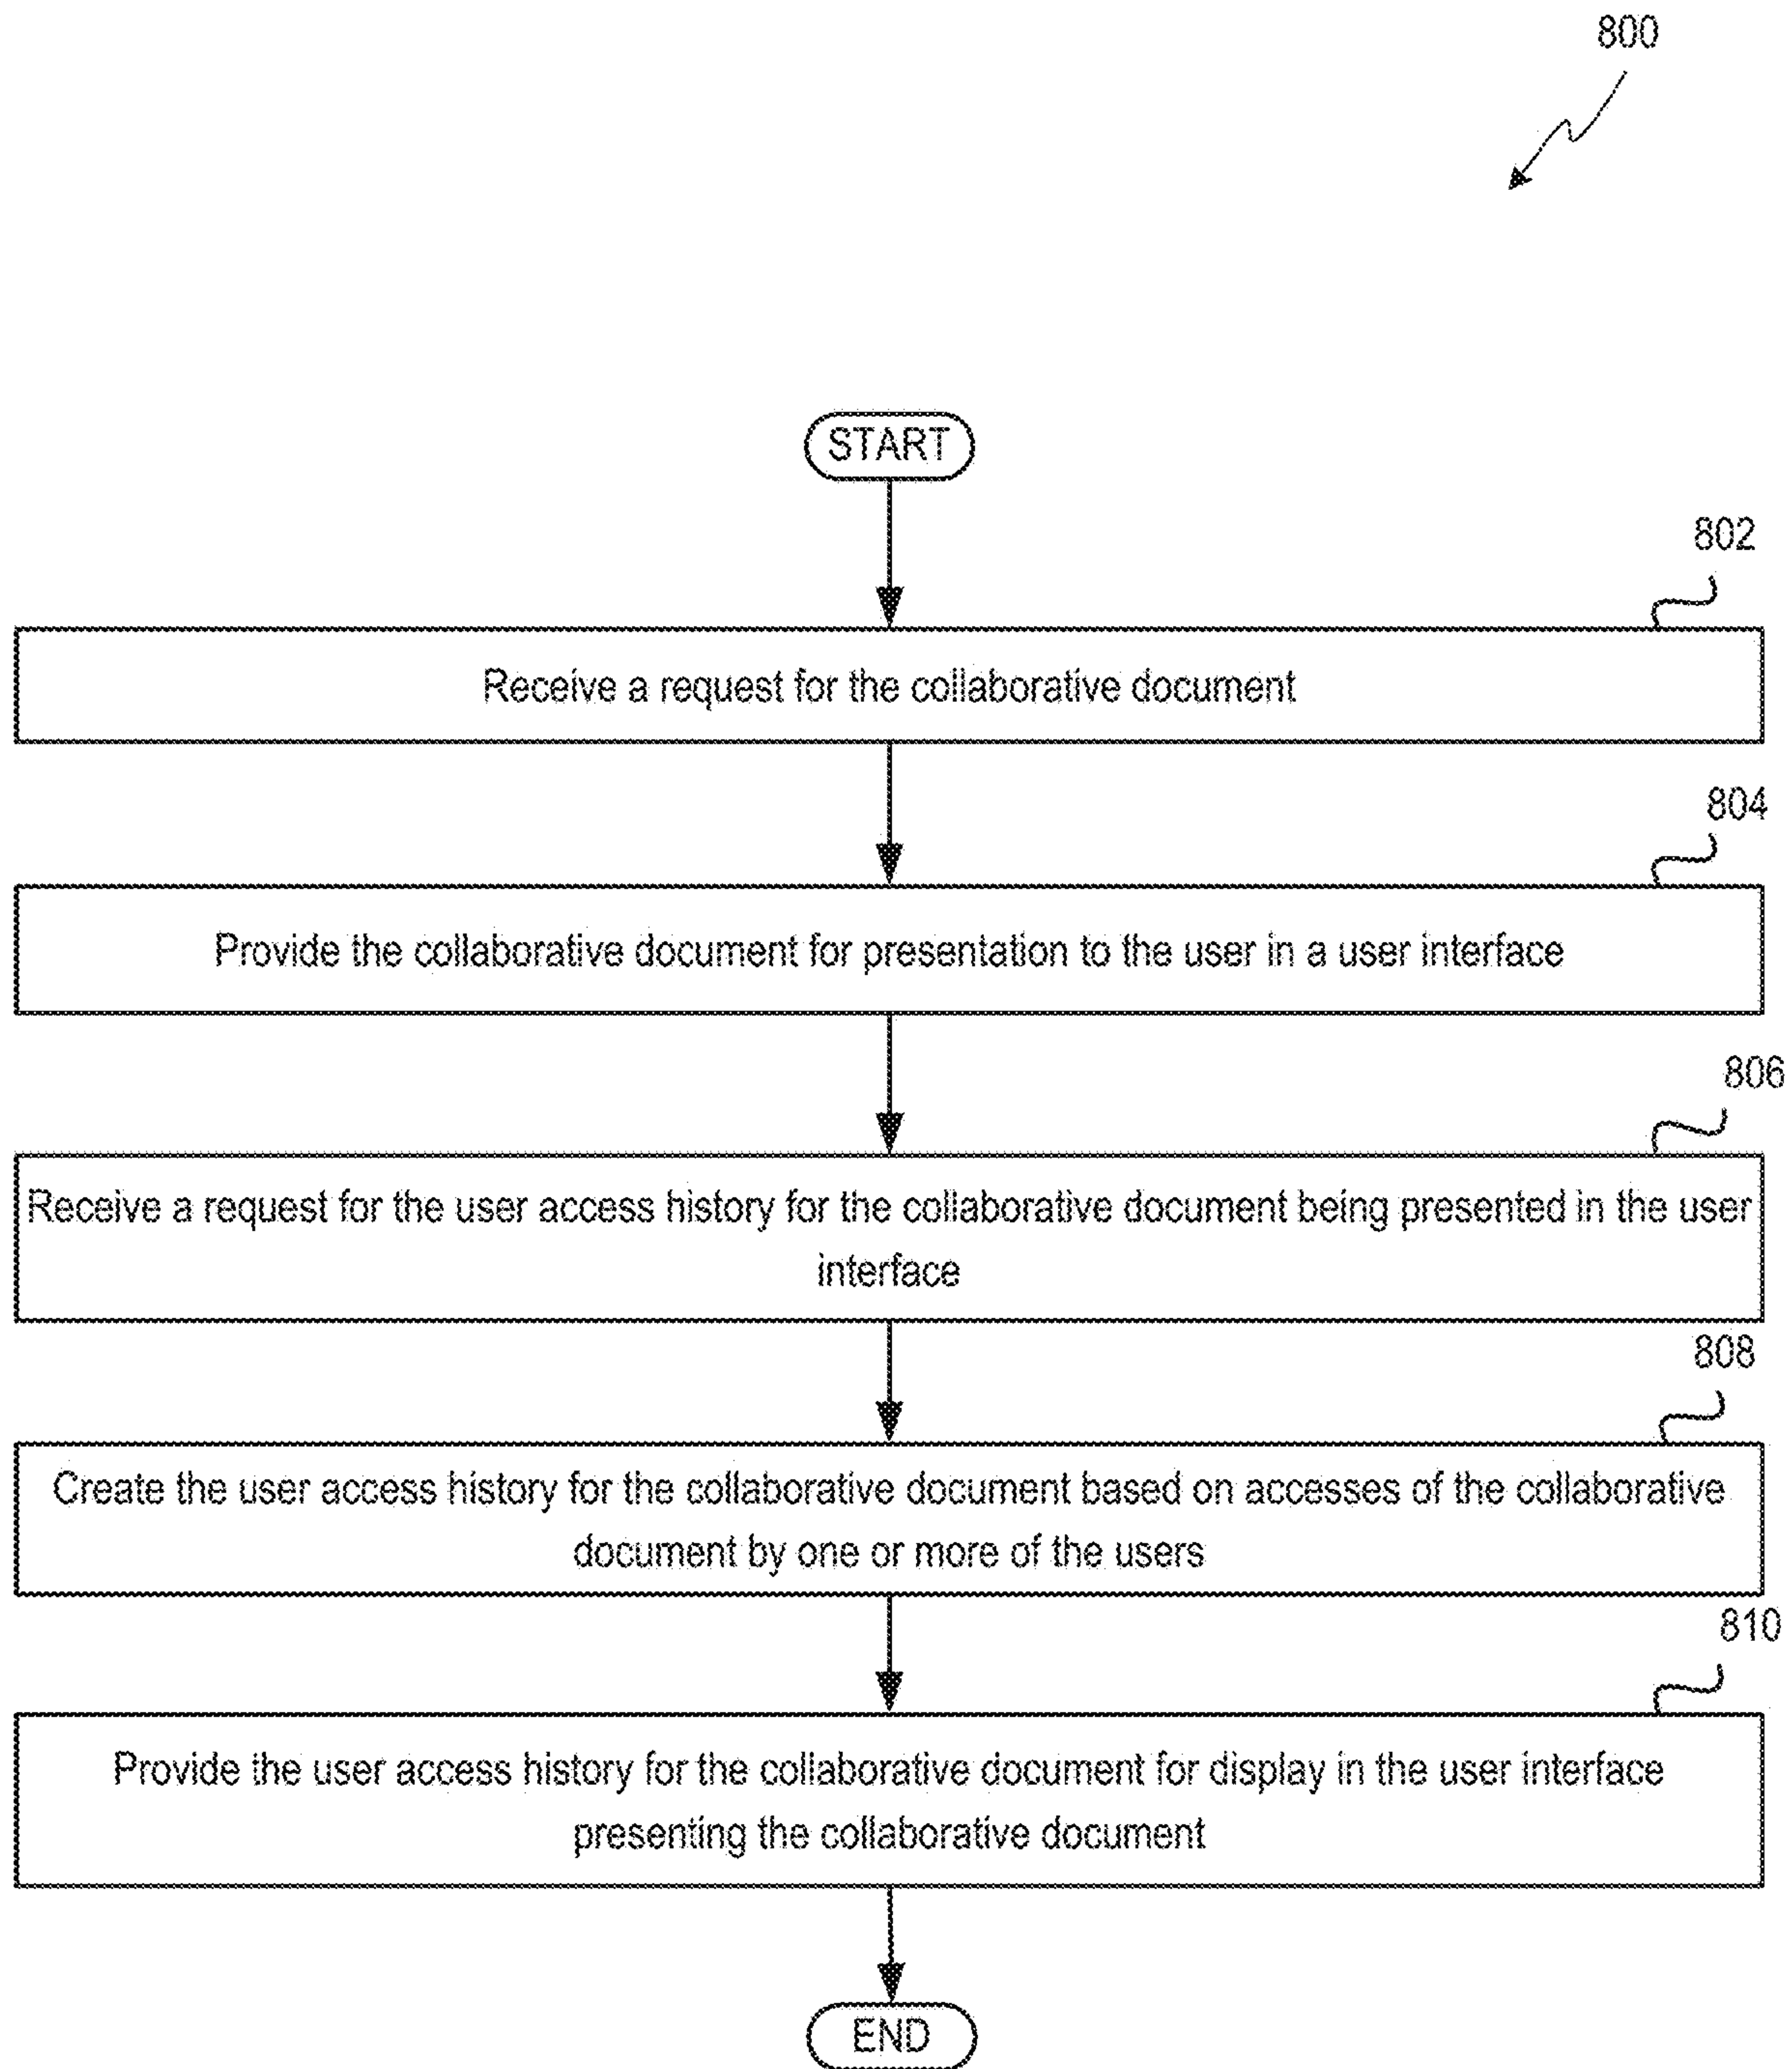 800
START
802
Receive a request for the collaborative document
804
Provide the collaborative document for presentation to the user in a user interface
806
Receive a request for the user access history for the collaborative document being presented in the user
interface
808
Create the user access history for the collaborative document based on accesses of the collaborative
document by one or more of the users
810
Provide the user access history for the collaborative document for display in the user interface
presenting the collaborative document
END